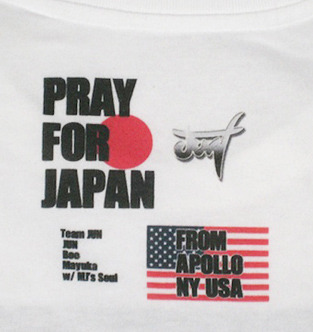 PRAY
FOR
JAPAN
Team JUN
JUN
Boo
Mayuka
w/ MJ's Soul
FROM
APOLLO
NY USA